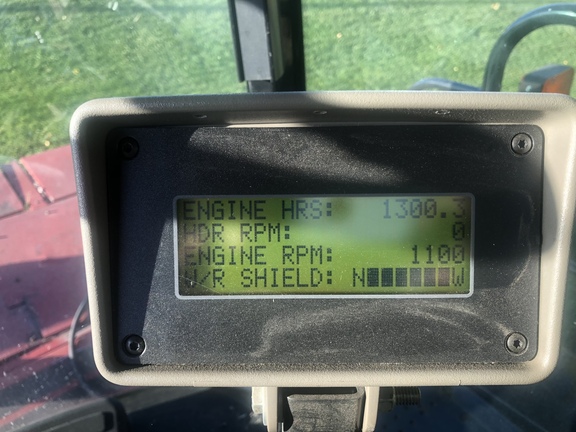 ENGINE HRS: 1300.3
HDR RPM: 0
ENGINE RPM: 1100
W/R SHIELD: N■■■■■■W